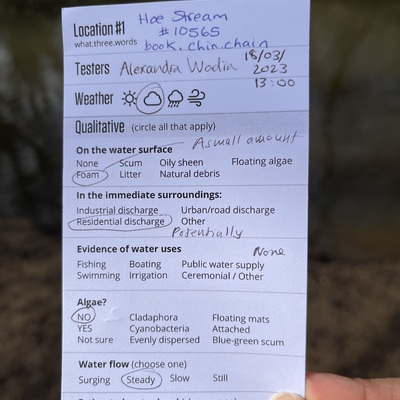 Location #1 Hoe Stream
#10565
what.three.words book.chin.chain
Testers Alexandra Wodin 18/03/2023
13:00
Weather
Qualitative (circle all that apply)
A small amount
On the water surface
None Scum Oily sheen Floating algae
Foam Litter Natural debris
In the immediate surroundings:
Industrial discharge Urban/road discharge
Residential discharge Other
Potentially
Evidence of water uses None
Fishing Boating Public water supply
Swimming Irrigation Ceremonial / Other
Algae?
NO Cladaphora Floating mats
YES Cyanobacteria Attached
Not sure Evenly dispersed Blue-green scum
Water flow (choose one)
Surging Steady Slow Still